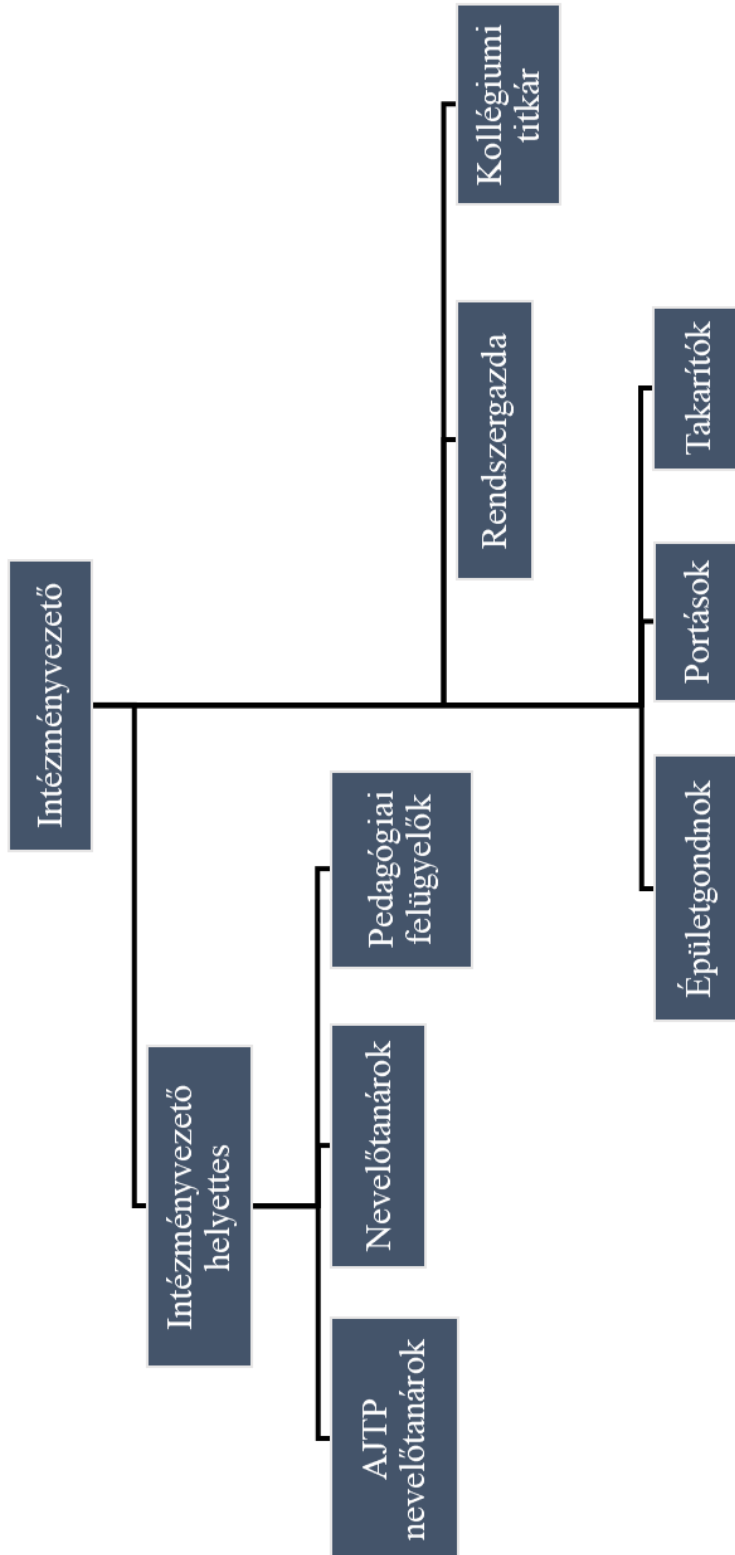 Intézményvezető
Intézményvezető
helyettes
AJTP
nevelőtanárok
Nevelőtanárok
Pedagógiai
felügyelők
Rendszergazda
Kollégiumi
titkár
Épületgondnok
Portások
Takarítók